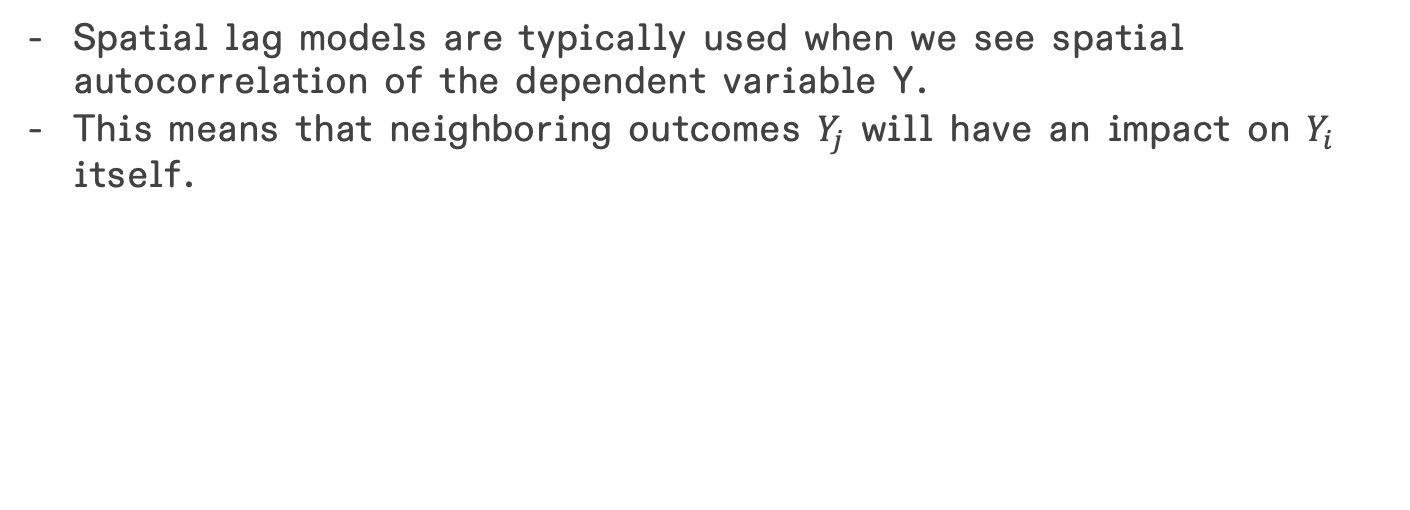 - Spatial lag models are typically used when we see spatial
autocorrelation of the dependent variable Y.
- This means that neighboring outcomes Yⱼ will have an impact on Yᵢ
itself.